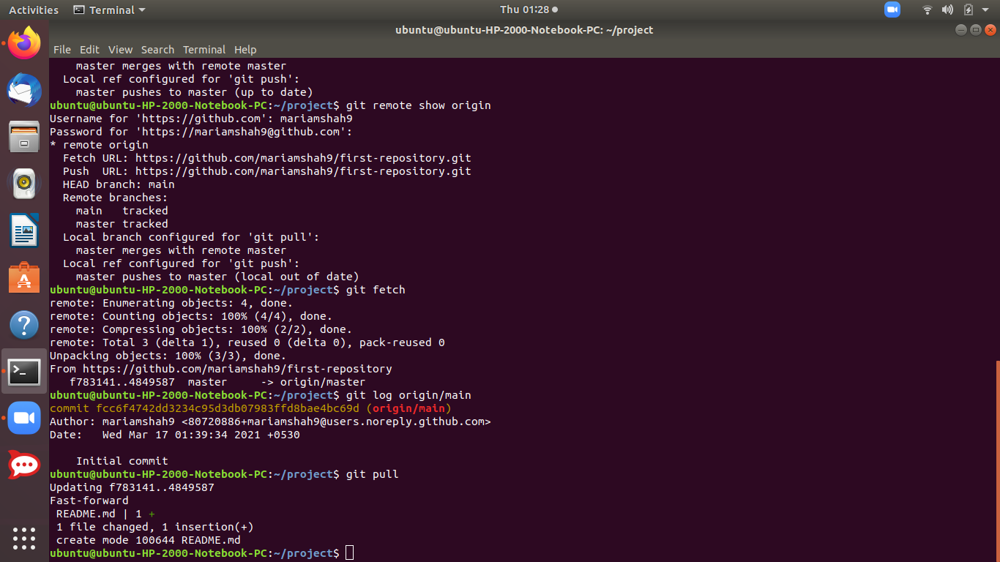 Activities Terminal Thu 01:28
ubuntu@ubuntu-HP-2000-Notebook-PC: ~/project
File Edit View Search Terminal Help
    master merges with remote master
  Local ref configured for 'git push':
    master pushes to master (up to date)
ubuntu@ubuntu-HP-2000-Notebook-PC:~/project$ git remote show origin
Username for 'https://github.com': mariamshah9
Password for 'https://mariamshah9@github.com':
* remote origin
  Fetch URL: https://github.com/mariamshah9/first-repository.git
  Push  URL: https://github.com/mariamshah9/first-repository.git
  HEAD branch: main
  Remote branches:
    main   tracked
    master tracked
  Local branch configured for 'git pull':
    master merges with remote master
  Local ref configured for 'git push':
    master pushes to master (local out of date)
ubuntu@ubuntu-HP-2000-Notebook-PC:~/project$ git fetch
remote: Enumerating objects: 4, done.
remote: Counting objects: 100% (4/4), done.
remote: Compressing objects: 100% (2/2), done.
remote: Total 3 (delta 1), reused 0 (delta 0), pack-reused 0
Unpacking objects: 100% (3/3), done.
From https://github.com/mariamshah9/first-repository
   f783141..4849587  master     -> origin/master
ubuntu@ubuntu-HP-2000-Notebook-PC:~/project$ git log origin/main
commit fcc6f4742dd3234c95d3db07983ffd8bae4bc69d (origin/main)
Author: mariamshah9 <80720886+mariamshah9@users.noreply.github.com>
Date:   Wed Mar 17 01:39:34 2021 +0530
    Initial commit
ubuntu@ubuntu-HP-2000-Notebook-PC:~/project$ git pull
Updating f783141..4849587
Fast-forward
 README.md | 1 +
 1 file changed, 1 insertion(+)
 create mode 100644 README.md
ubuntu@ubuntu-HP-2000-Notebook-PC:~/project$